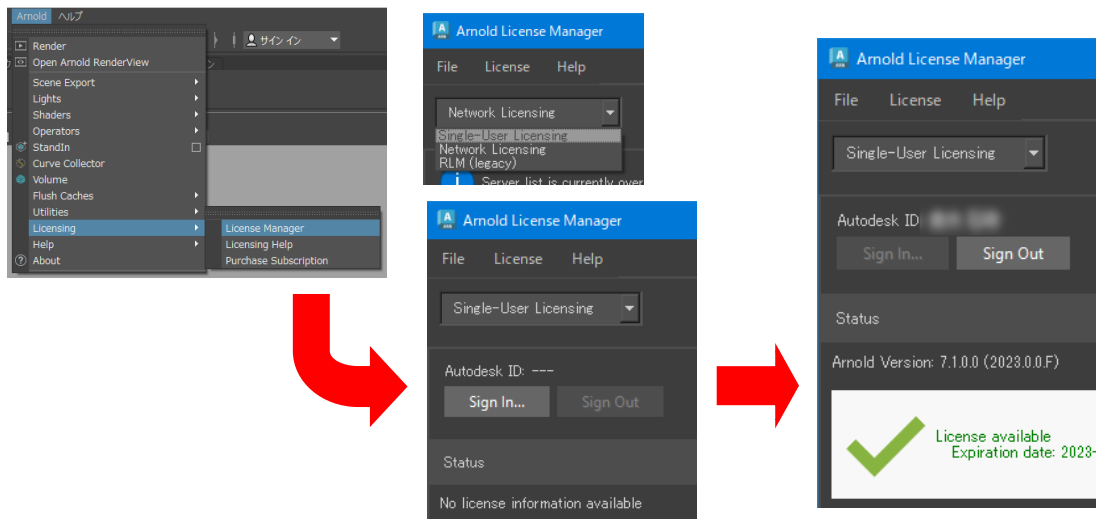 Arnold ヘルプ
サイン イン
Render
Open Arnold RenderView
Scene Export
Lights
Shaders
Operators
StandIn
Curve Collector
Volume
Flush Caches
Utilities
Licensing
Help
About
License Manager
Licensing Help
Purchase Subscription
Arnold License Manager
File License Help
Network Licensing
Single-User Licensing
Network Licensing
RLM (legacy)
Server list is currently over
Arnold License Manager
File License Help
Single-User Licensing
Autodesk ID: ---
Sign In... Sign Out
Status
No license information available
Arnold License Manager
File License Help
Single-User Licensing
Autodesk ID
Sign In... Sign Out
Status
Arnold Version: 7.1.0.0 (2023.0.0.F)
License available
Expiration date: 2023-